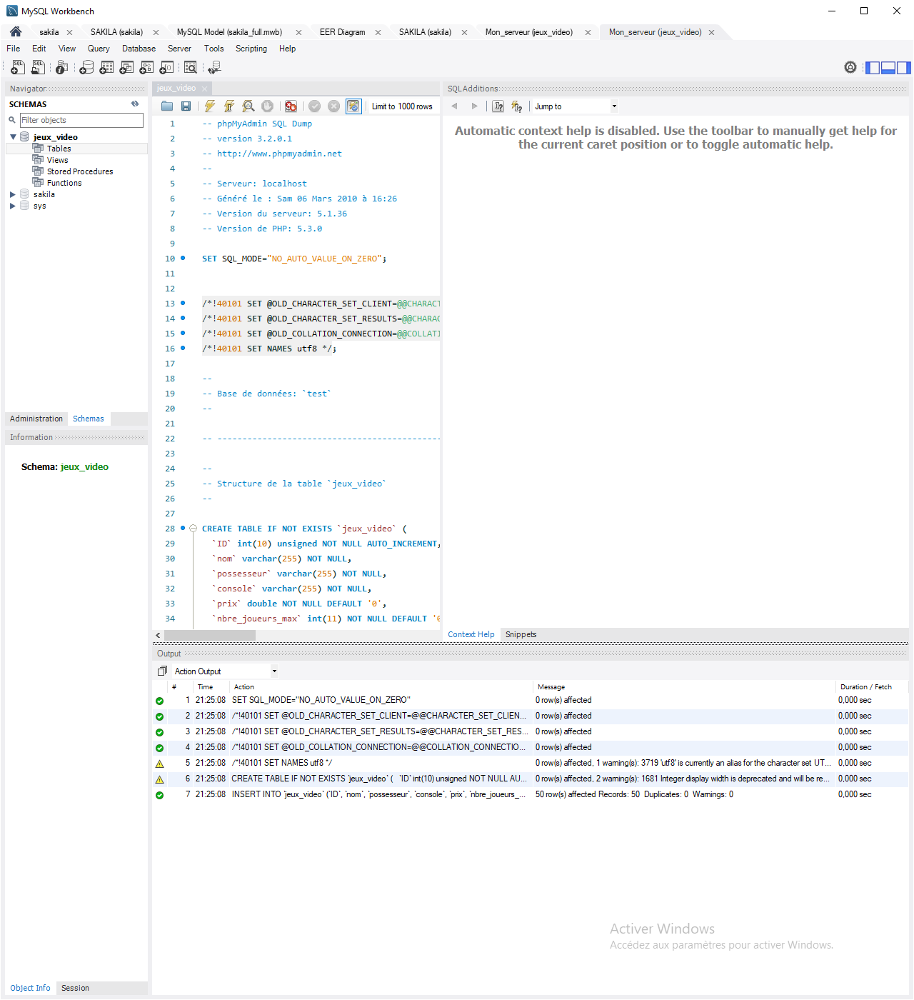 MySQL Workbench
sakila
SAKILA (sakila)
MySQL Model (sakila_full.mwb)
EER Diagram
SAKILA (sakila)
Mon_serveur (jeux_video)
Mon_serveur (jeux_video)
File Edit View Query Database Server Tools Scripting Help
Navigator
SCHEMAS
Filter objects
jeux_video
Tables
Views
Stored Procedures
Functions
sakila
sys
Administration Schemas
Information
Schema: jeux_video
Object Info Session
jeux_video
Limit to 1000 rows
1 -- phpMyAdmin SQL Dump
2 -- version 3.2.0.1
3 -- http://www.phpmyadmin.net
4 --
5 -- Serveur: localhost
6 -- Généré le : Sam 06 Mars 2010 à 16:26
7 -- Version du serveur: 5.1.36
8 -- Version de PHP: 5.3.0
9
10 SET SQL_MODE="NO_AUTO_VALUE_ON_ZERO";
11
12
13 /*!40101 SET @OLD_CHARACTER_SET_CLIENT=@@CHARACT
14 /*!40101 SET @OLD_CHARACTER_SET_RESULTS=@@CHARAC
15 /*!40101 SET @OLD_COLLATION_CONNECTION=@@COLLATI
16 /*!40101 SET NAMES utf8 */;
17
18 --
19 -- Base de données: `test`
20 --
21
22 -- ---------------------------------------------
23
24 --
25 -- Structure de la table `jeux_video`
26 --
27
28 CREATE TABLE IF NOT EXISTS `jeux_video` (
29 `ID` int(10) unsigned NOT NULL AUTO_INCREMENT,
30 `nom` varchar(255) NOT NULL,
31 `possesseur` varchar(255) NOT NULL,
32 `console` varchar(255) NOT NULL,
33 `prix` double NOT NULL DEFAULT '0',
34 `nbre_joueurs_max` int(11) NOT NULL DEFAULT '0
SQLAdditions
Jump to
Automatic context help is disabled. Use the toolbar to manually get help for
the current caret position or to toggle automatic help.
Context Help Snippets
Output
Action Output
# Time Action Message Duration / Fetch
1 21:25:08 SET SQL_MODE="NO_AUTO_VALUE_ON_ZERO" 0 row(s) affected 0,000 sec
2 21:25:08 /*!40101 SET @OLD_CHARACTER_SET_CLIENT=@@CHARACTER_SET_CLIEN... 0 row(s) affected 0,000 sec
3 21:25:08 /*!40101 SET @OLD_CHARACTER_SET_RESULTS=@@CHARACTER_SET_RES... 0 row(s) affected 0,000 sec
4 21:25:08 /*!40101 SET @OLD_COLLATION_CONNECTION=@@COLLATION_CONNECTIO... 0 row(s) affected 0,000 sec
5 21:25:08 /*!40101 SET NAMES utf8 */ 0 row(s) affected, 1 warning(s): 3719 'utf8' is currently an alias for the character set UT... 0,000 sec
6 21:25:08 CREATE TABLE IF NOT EXISTS `jeux_video` ( `ID` int(10) unsigned NOT NULL AU... 0 row(s) affected, 2 warning(s): 1681 Integer display width is deprecated and will be re... 0,000 sec
7 21:25:08 INSERT INTO `jeux_video` (`ID`, `nom`, `possesseur`, `console`, `prix`, `nbre_joueurs_... 50 row(s) affected Records: 50 Duplicates: 0 Warnings: 0 0,000 sec
Activer Windows
Accédez aux paramètres pour activer Windows.